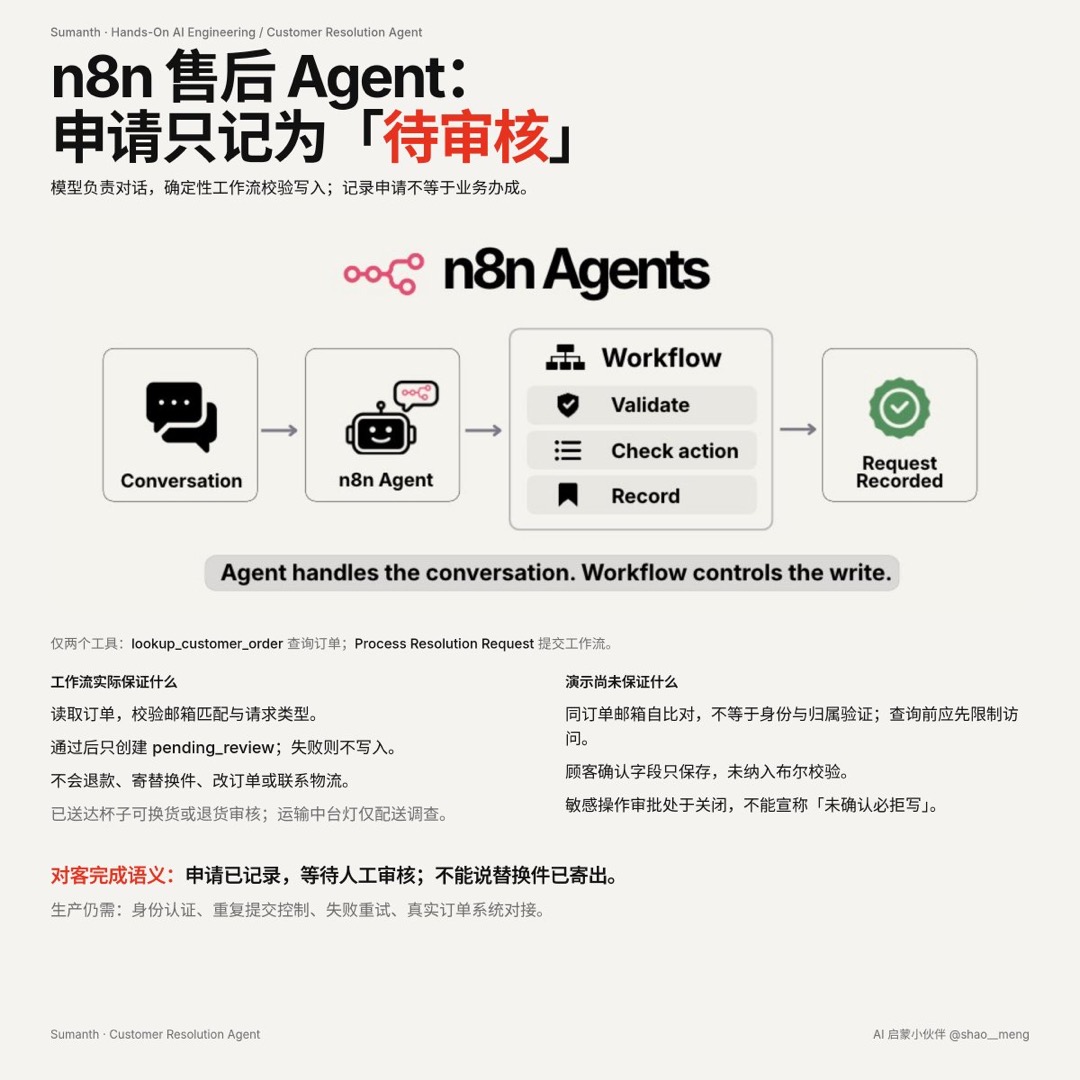 Sumanth · Hands-On AI Engineering / Customer Resolution Agent
n8n 售后 Agent：
申请只记为「待审核」
模型负责对话，确定性工作流校验写入；记录申请不等于业务办成。
n8n Agents
Conversation
n8n Agent
Workflow
Validate
Check action
Record
Request
Recorded
Agent handles the conversation. Workflow controls the write.
仅两个工具：lookup_customer_order 查询订单；Process Resolution Request 提交工作流。
工作流实际保证什么
读取订单，校验邮箱匹配与请求类型。
通过后只创建 pending_review；失败则不写入。
不会退款、寄替换件、改订单或联系物流。
已送达杯子可换货或退货审核；运输中台灯仅配送调查。
演示尚未保证什么
同订单邮箱自比对，不等于身份与归属验证；查询前应先限制访
问。
顾客确认字段只保存，未纳入布尔校验。
敏感操作审批处于关闭，不能宣称「未确认必拒写」。
对客完成语义：申请已记录，等待人工审核；不能说替换件已寄出。
生产仍需：身份认证、重复提交控制、失败重试、真实订单系统对接。
Sumanth · Customer Resolution Agent
AI 启蒙小伙伴 @shao__meng